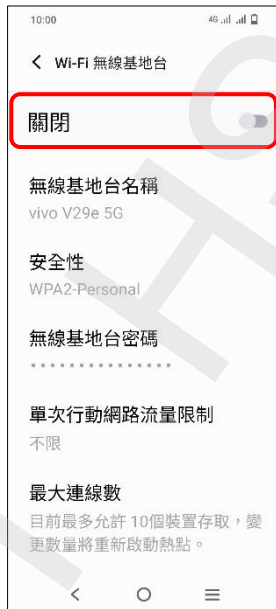 10:00
4G
Wi-Fi 無線基地台
關閉
無線基地台名稱
vivo V29e 5G
安全性
WPA2-Personal
無線基地台密碼
單次行動網路流量限制
不限
最大連線數
目前最多允許 10個裝置存取，變
更數量將重新啟動熱點。